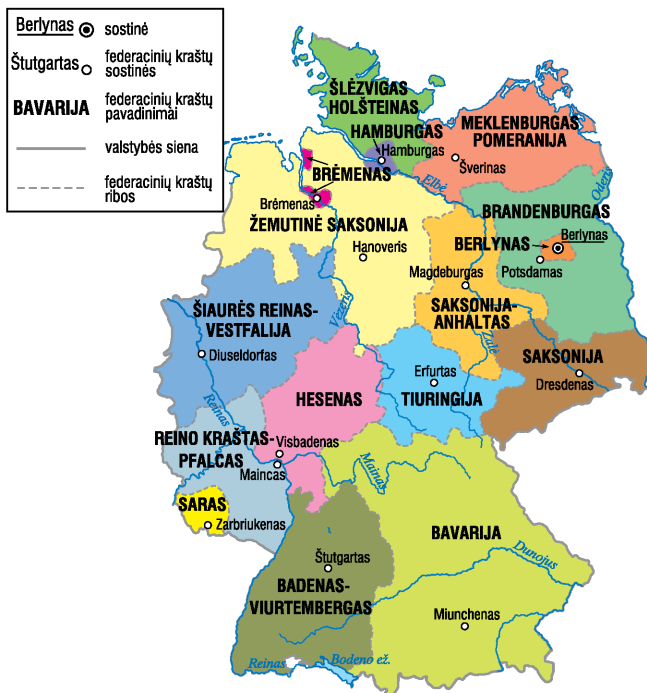 Berlynas
sostinė
Štutgartas
federacinių kraštų
sostinės
BAVARIJA
federacinių kraštų
pavadinimai
valstybės siena
federacinių kraštų
ribos
ŠLĖZVIGAS
HOLŠTEINAS
HAMBURGAS
Hamburgas
MEKLENBURGAS
POMERANIJA
Šverinas
BRĖMENAS
Brėmenas
Elbė
Oderis
ŽEMUTINĖ SAKSONIJA
Hanoveris
BRANDENBURGAS
BERLYNAS
Berlynas
Potsdamas
Magdeburgas
SAKSONIJA-
ANHALTAS
ŠIAURĖS REINAS-
VESTFALIJA
Diuseldorfas
Vėzeris
Zalė
SAKSONIJA
Dresdenas
Erfurtas
TIURINGIJA
HESENAS
Reinas
REINO KRAŠTAS-
PFALCAS
Visbadenas
Maincas
Mainas
SARAS
Zarbriukenas
BAVARIJA
Dunojus
Štutgartas
BADENAS-
VIURTEMBERGAS
Miunchenas
Reinas
Bodeno ež.